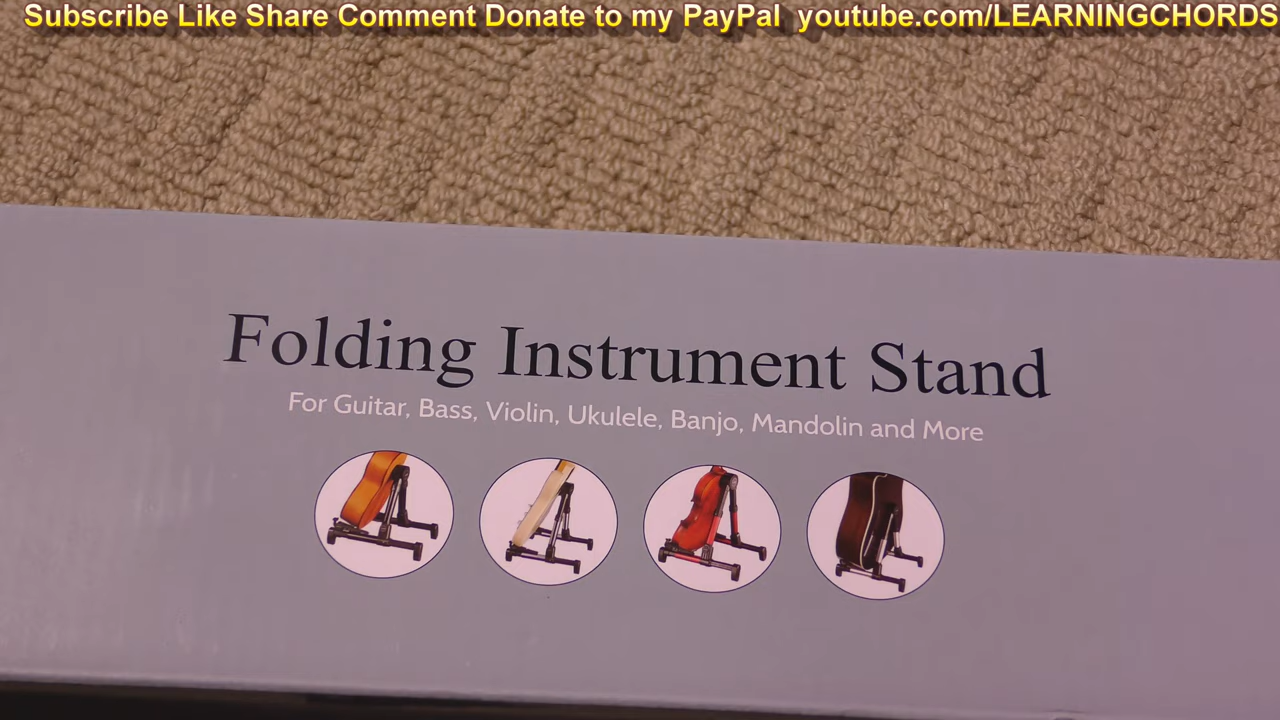 Subscribe Like Share Comment Donate to my PayPal youtube.com/LEARNINGCHORDS
Folding Instrument Stand
For Guitar, Bass, Violin, Ukulele, Banjo, Mandolin and More